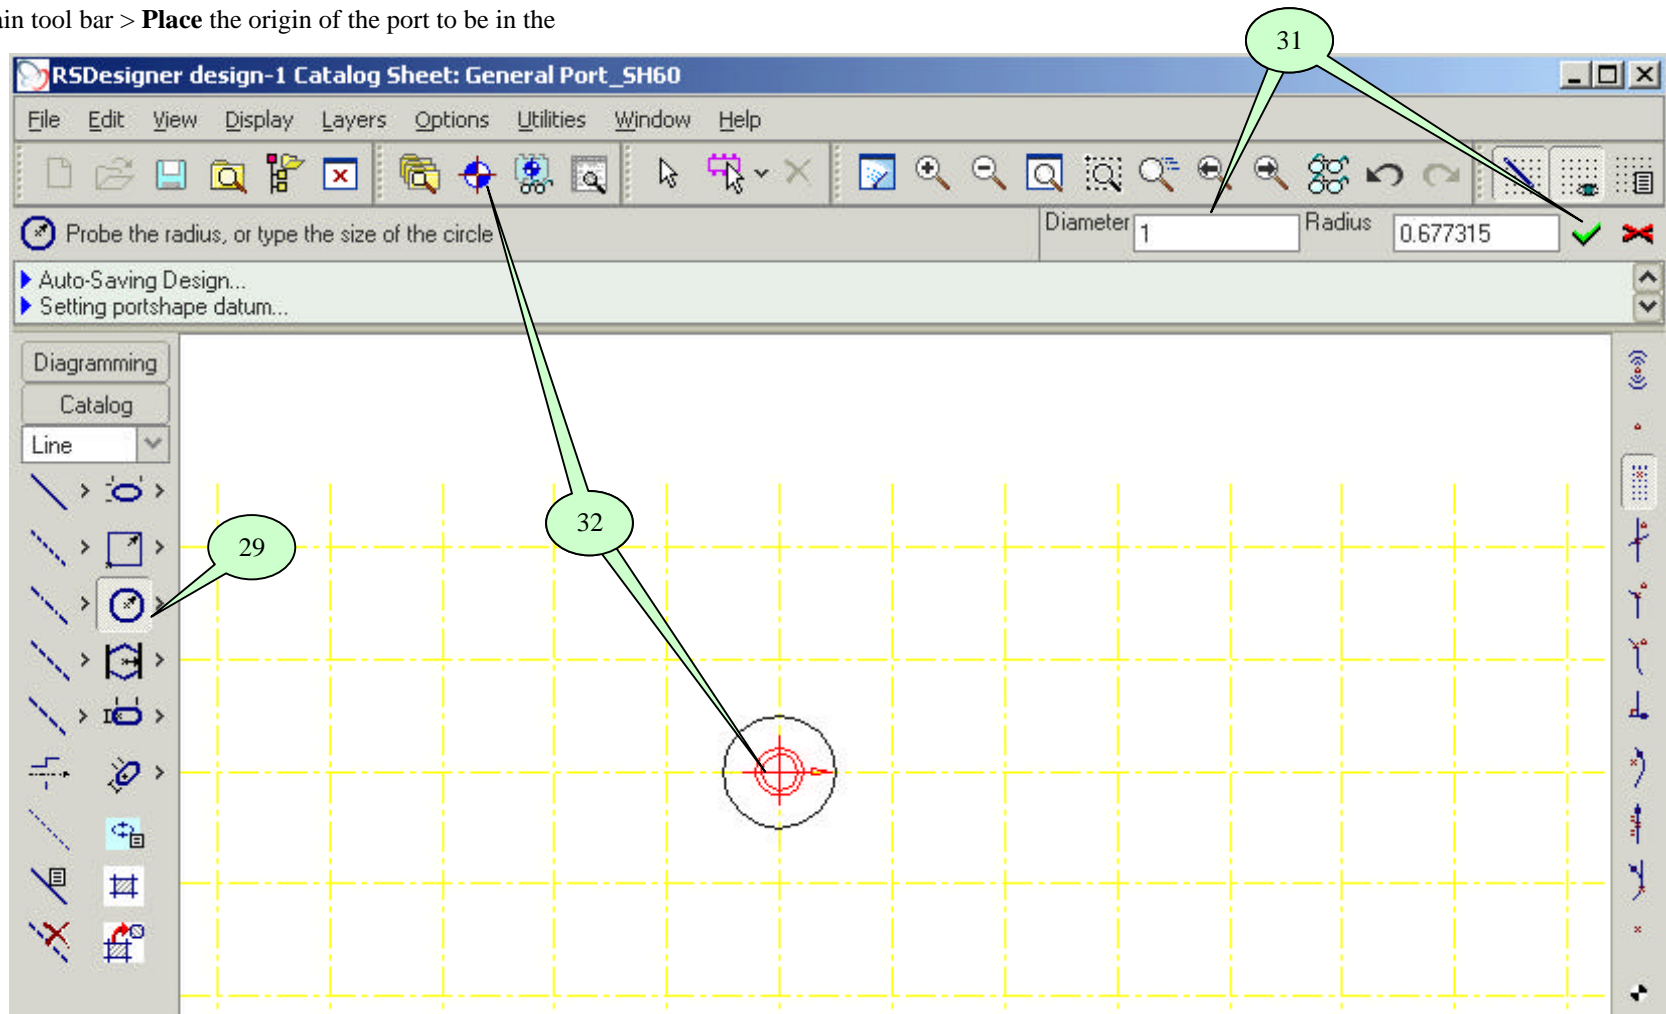 ain tool bar > Place the origin of the port to be in the
31
RSDesigner design-1 Catalog Sheet: General Port_SH60
File Edit View Display Layers Options Utilities Window Help
Probe the radius, or type the size of the circle
Diameter 1 Radius 0.677315
Auto-Saving Design...
Setting portshape datum...
Diagramming
Catalog
Line
32
29